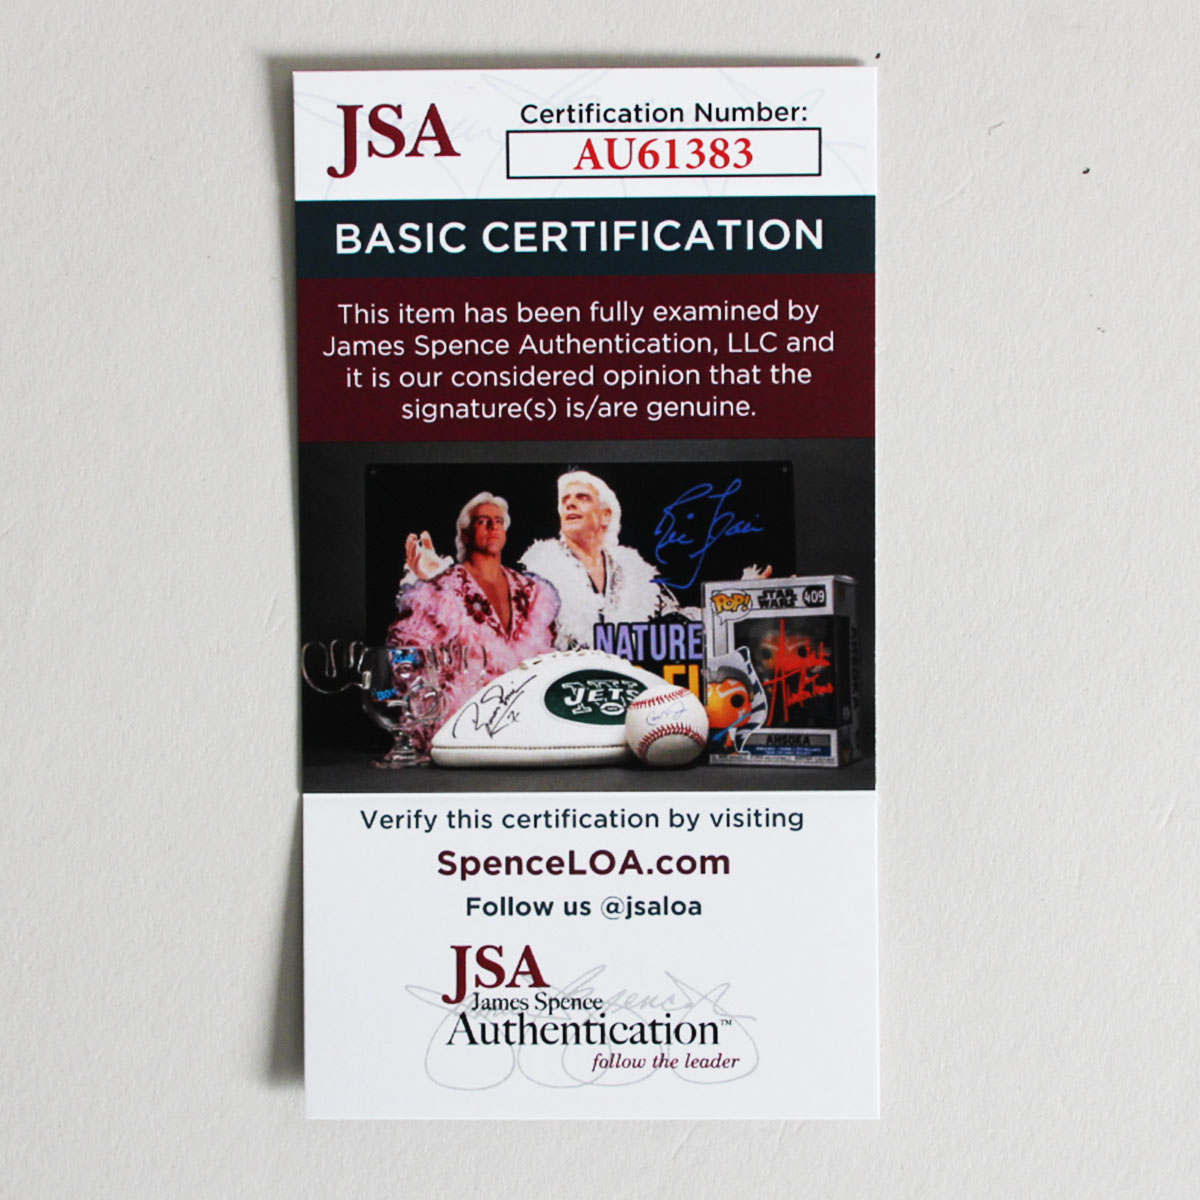 JSA
Certification Number:
AU61383
BASIC CERTIFICATION
This item has been fully examined by
James Spence Authentication, LLC and
it is our considered opinion that the
signature(s) is/are genuine.
NATURE
JETS
POP!
STAR
WARS
409
AHSOKA
Verify this certification by visiting
SpenceLOA.com
Follow us @jsaloa
JSA
James Spence
Authentication™
follow the leader